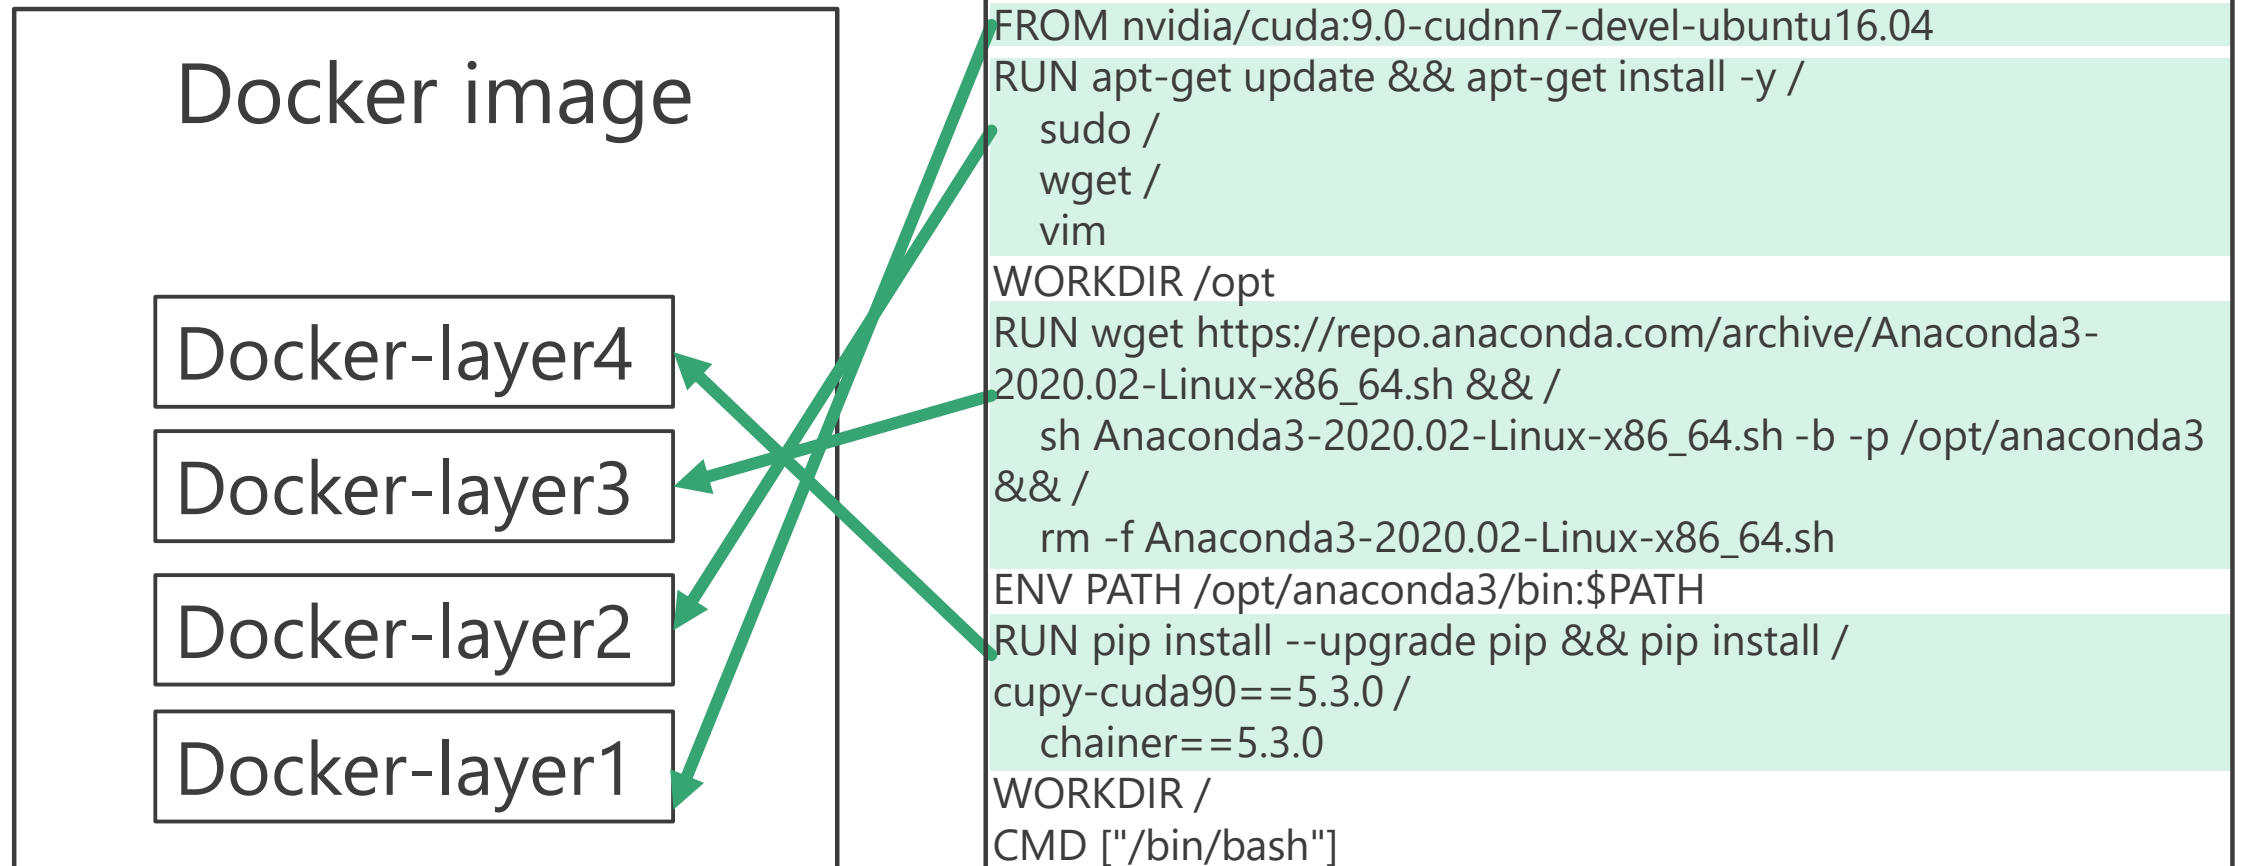 Docker image
Docker-layer4
Docker-layer3
Docker-layer2
Docker-layer1
FROM nvidia/cuda:9.0-cudnn7-devel-ubuntu16.04
RUN apt-get update && apt-get install -y /
sudo /
wget /
vim
WORKDIR /opt
RUN wget https://repo.anaconda.com/archive/Anaconda3-
2020.02-Linux-x86_64.sh && /
sh Anaconda3-2020.02-Linux-x86_64.sh -b -p /opt/anaconda3
&& /
rm -f Anaconda3-2020.02-Linux-x86_64.sh
ENV PATH /opt/anaconda3/bin:$PATH
RUN pip install --upgrade pip && pip install /
cupy-cuda90==5.3.0 /
chainer==5.3.0
WORKDIR /
CMD ["/bin/bash"]